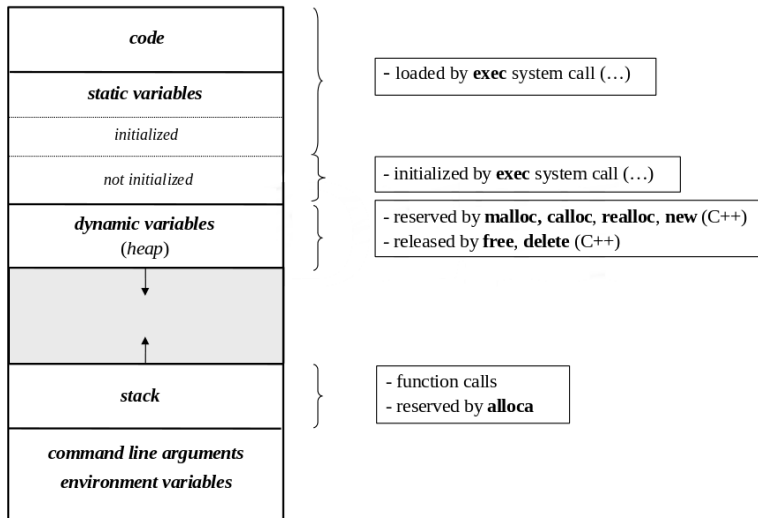 code
- loaded by exec system call (…)
static variables
initialized
not initialized
- initialized by exec system call (…)
dynamic variables
(heap)
- reserved by malloc, calloc, realloc, new (C++)
- released by free, delete (C++)
stack
- function calls
- reserved by alloca
command line arguments
environment variables